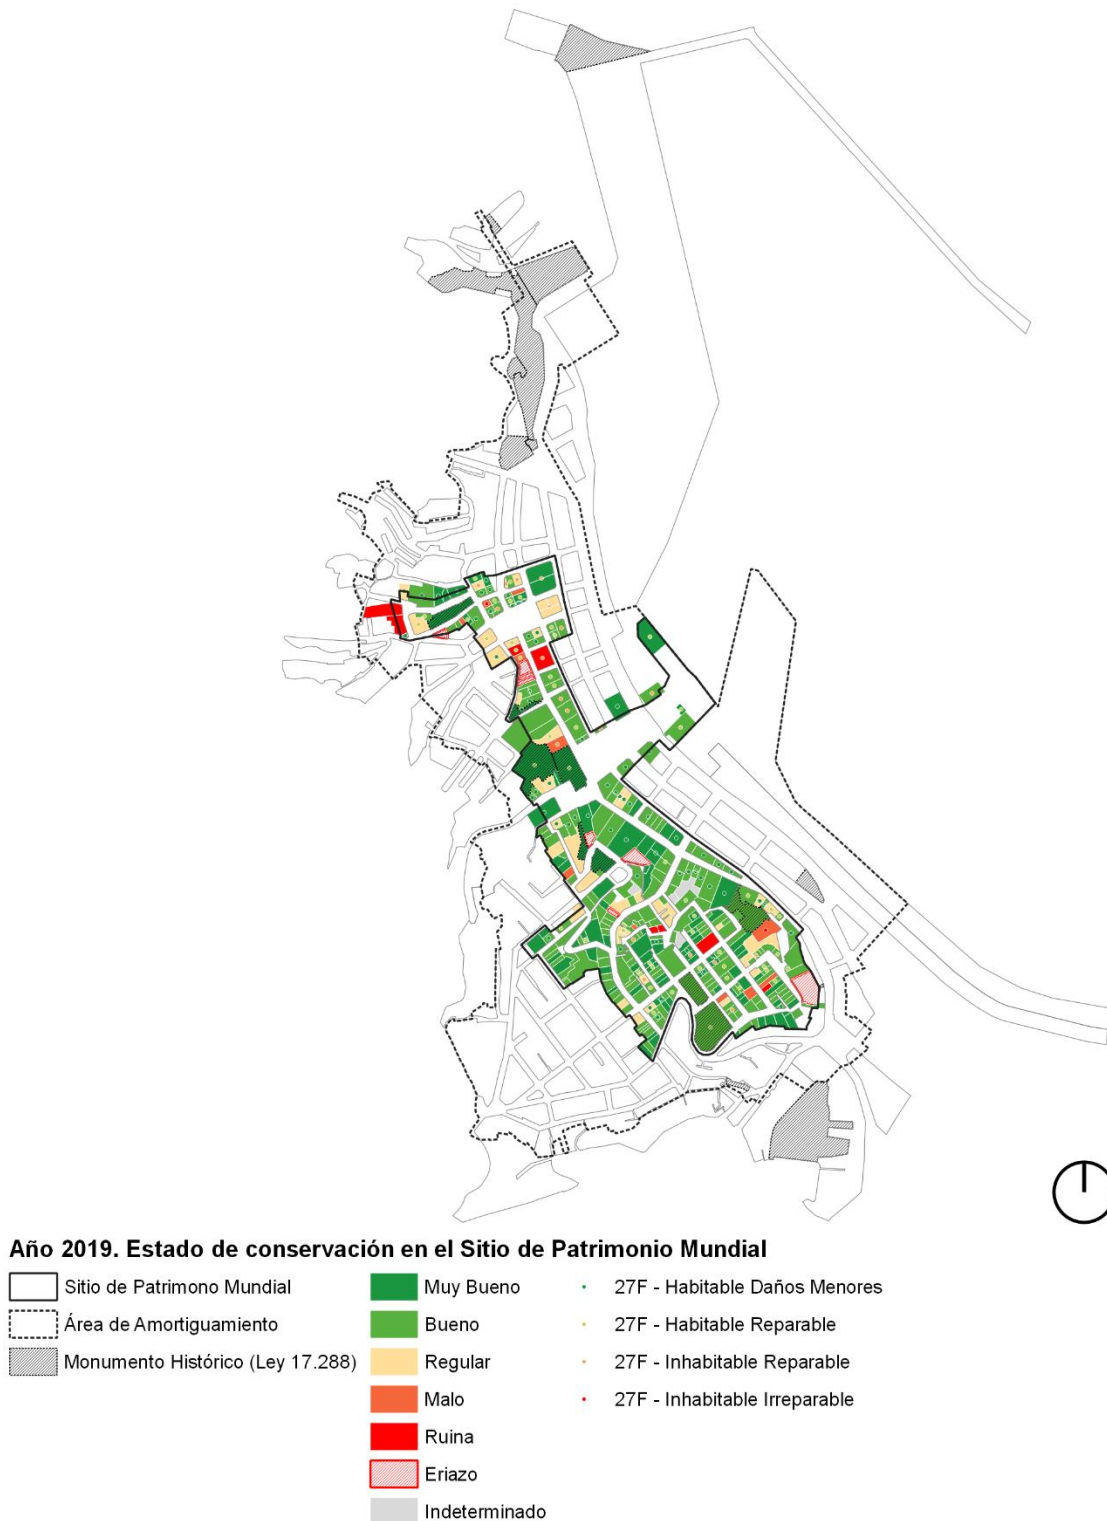 Año 2019. Estado de conservación en el Sitio de Patrimonio Mundial
Sitio de Patrimono Mundial
Área de Amortiguamiento
Monumento Histórico (Ley 17.288)
Muy Bueno
Bueno
Regular
Malo
Ruina
Eriazo
Indeterminado
27F - Habitable Daños Menores
27F - Habitable Reparable
27F - Inhabitable Reparable
27F - Inhabitable Irreparable